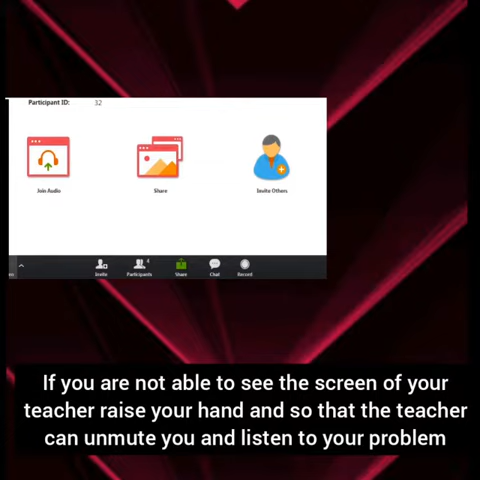 Participant ID: 32
Join Audio Share Invite Others
Invite Participants 4 Share Chat Record
If you are not able to see the screen of your
teacher raise your hand and so that the teacher
can unmute you and listen to your problem